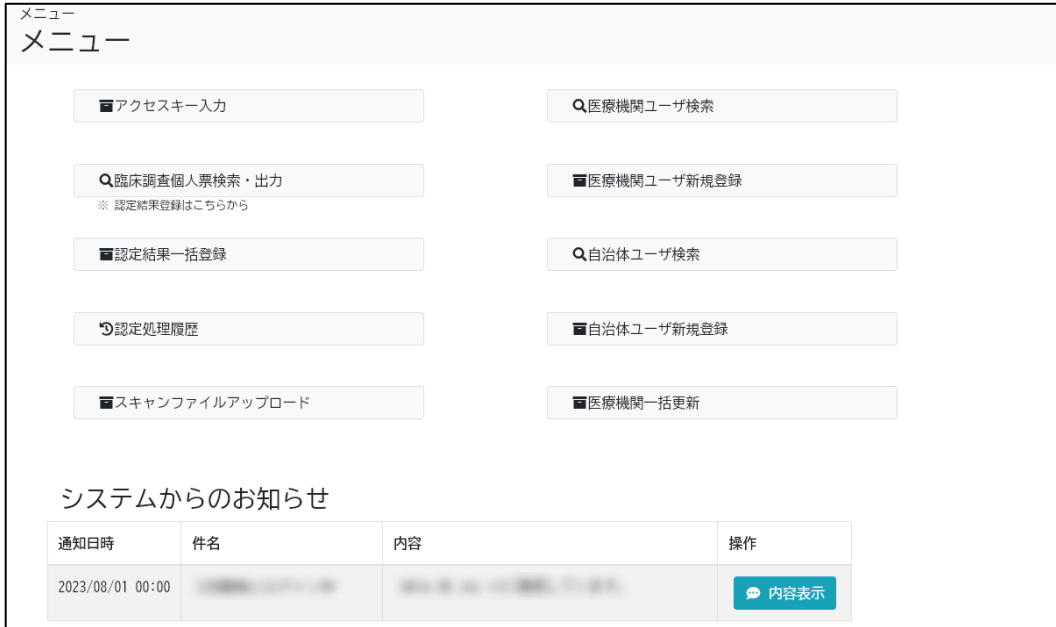 メニュー
メニュー
アクセスキー入力
医療機関ユーザ検索
臨床調査個人票検索・出力
医療機関ユーザ新規登録
※ 認定結果登録はこちらから
認定結果一括登録
自治体ユーザ検索
認定処理履歴
自治体ユーザ新規登録
スキャンファイルアップロード
医療機関一括更新
システムからのお知らせ
通知日時 件名 内容 操作
2023/08/01 00:00 内容表示